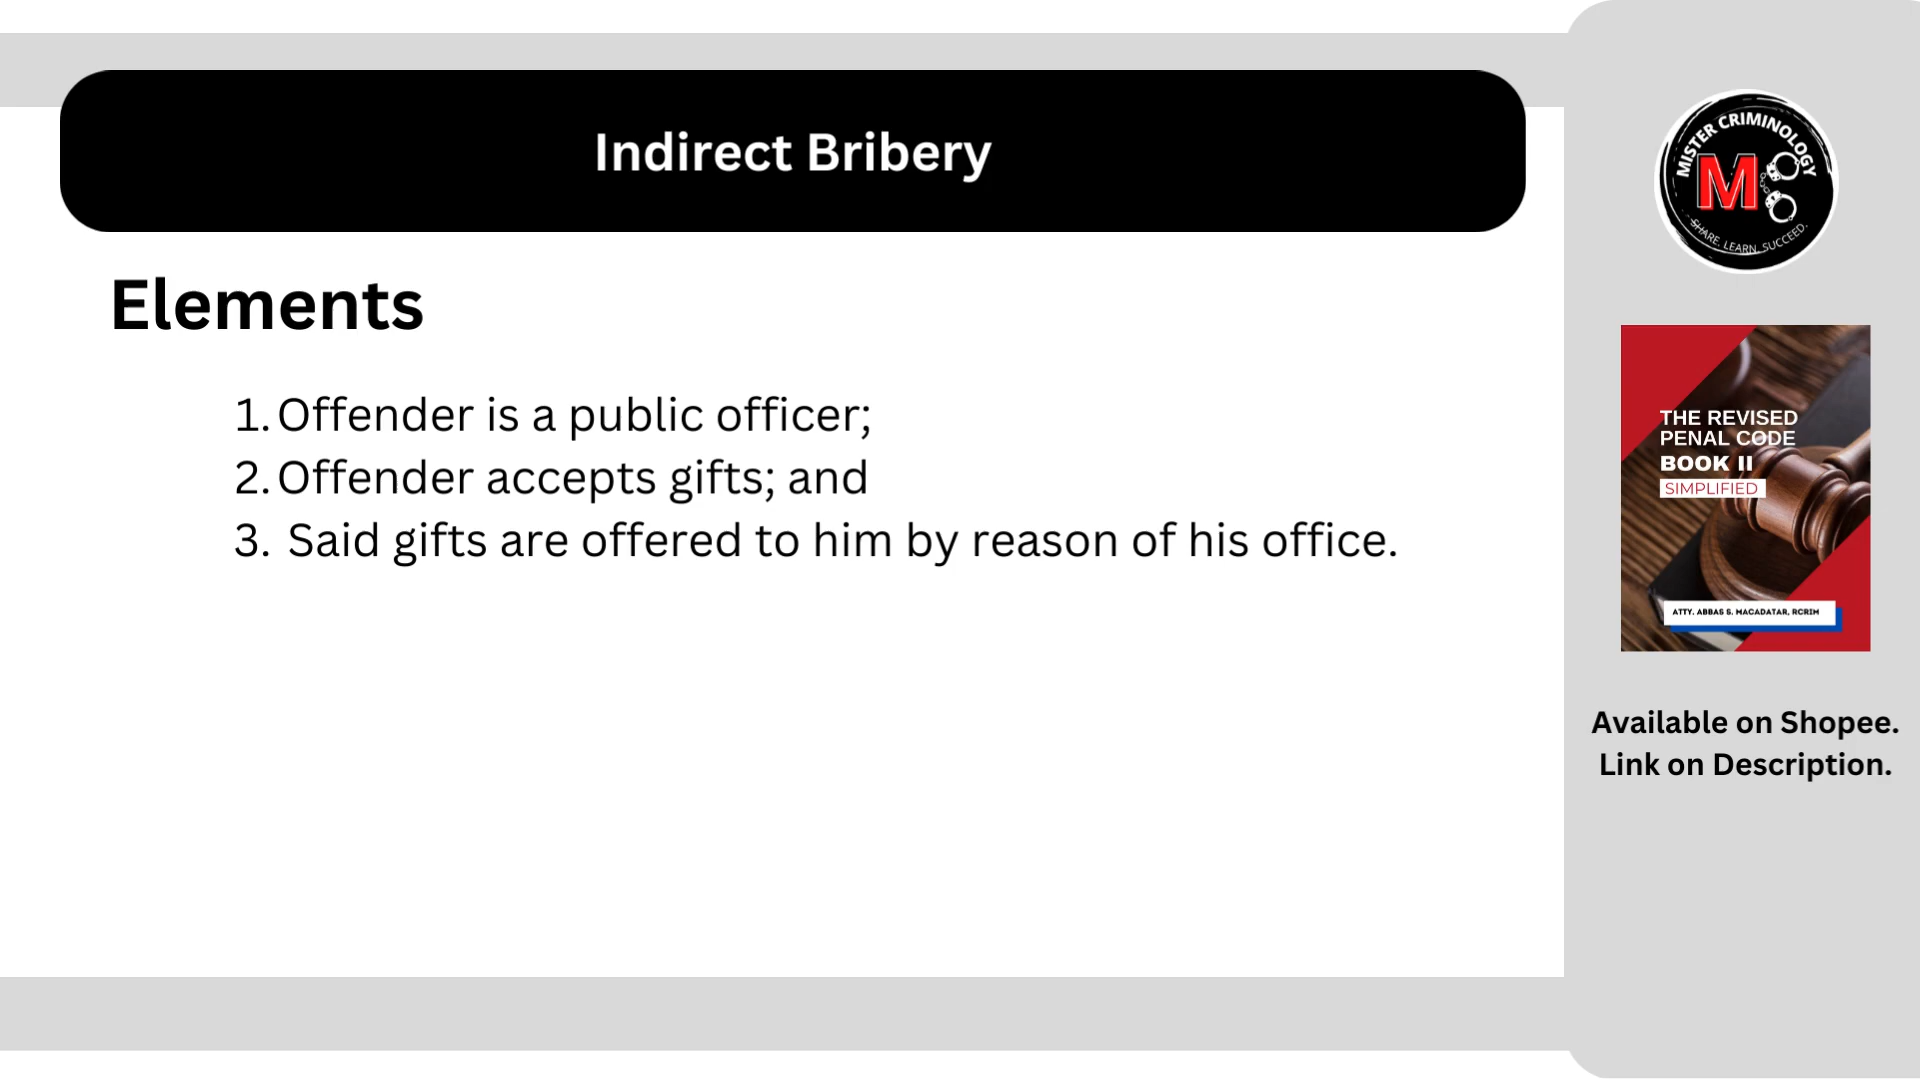 Indirect Bribery
Elements
1. Offender is a public officer;
2. Offender accepts gifts; and
3. Said gifts are offered to him by reason of his office.
MISTER CRIMINOLOGY
M
SHARE. LEARN. SUCCEED.
THE REVISED
PENAL CODE
BOOK II
SIMPLIFIED
ATTY. ABBAS S. MACADATAR, RCRIM
Available on Shopee.
Link on Description.